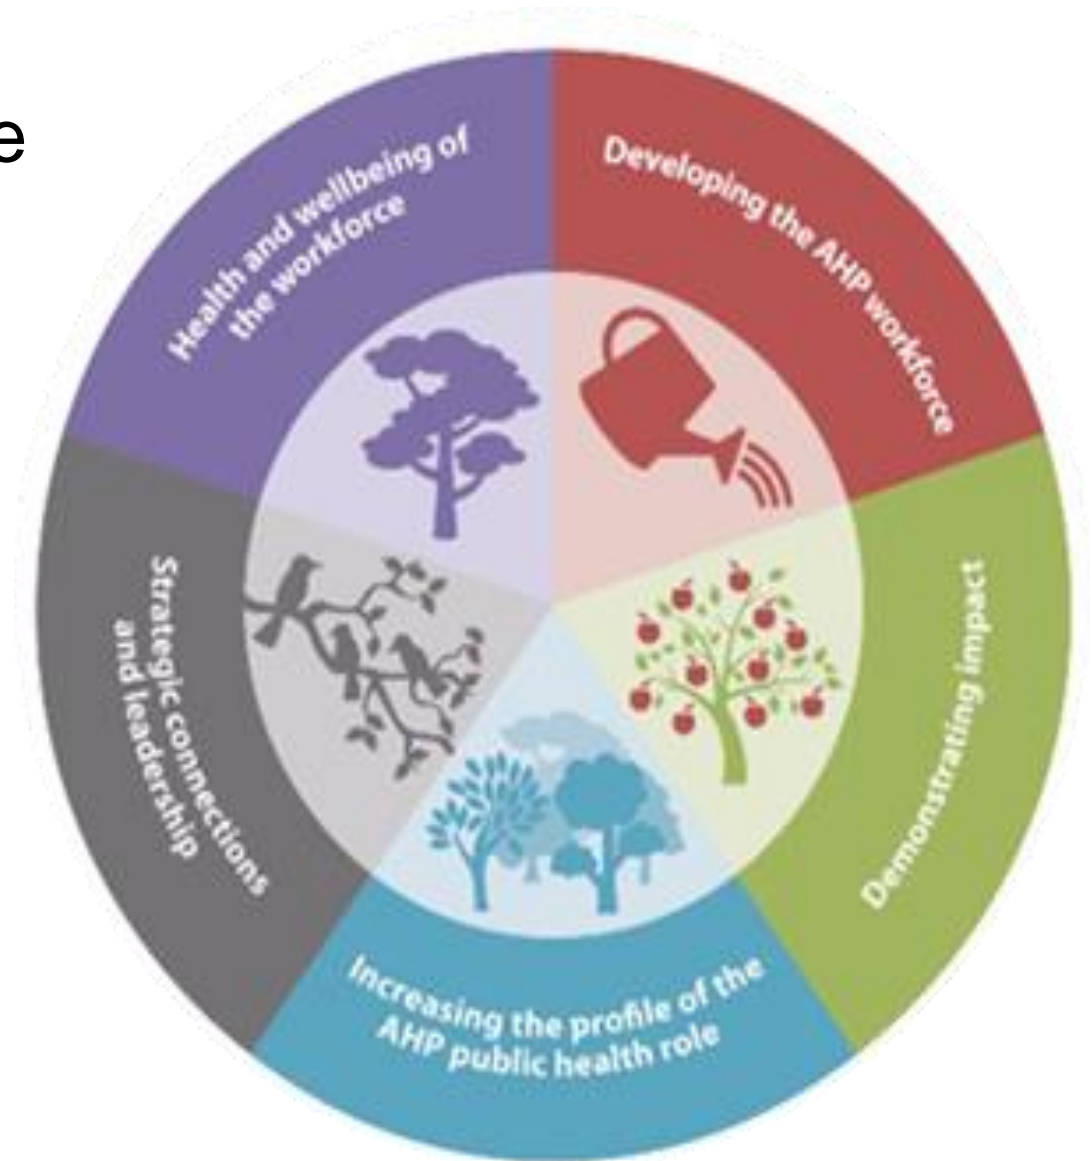 e
Health and wellbeing of
the workforce
Developing the AHP workforce
Demonstrating impact
Increasing the profile of the
AHP public health role
Strategic connections
and leadership